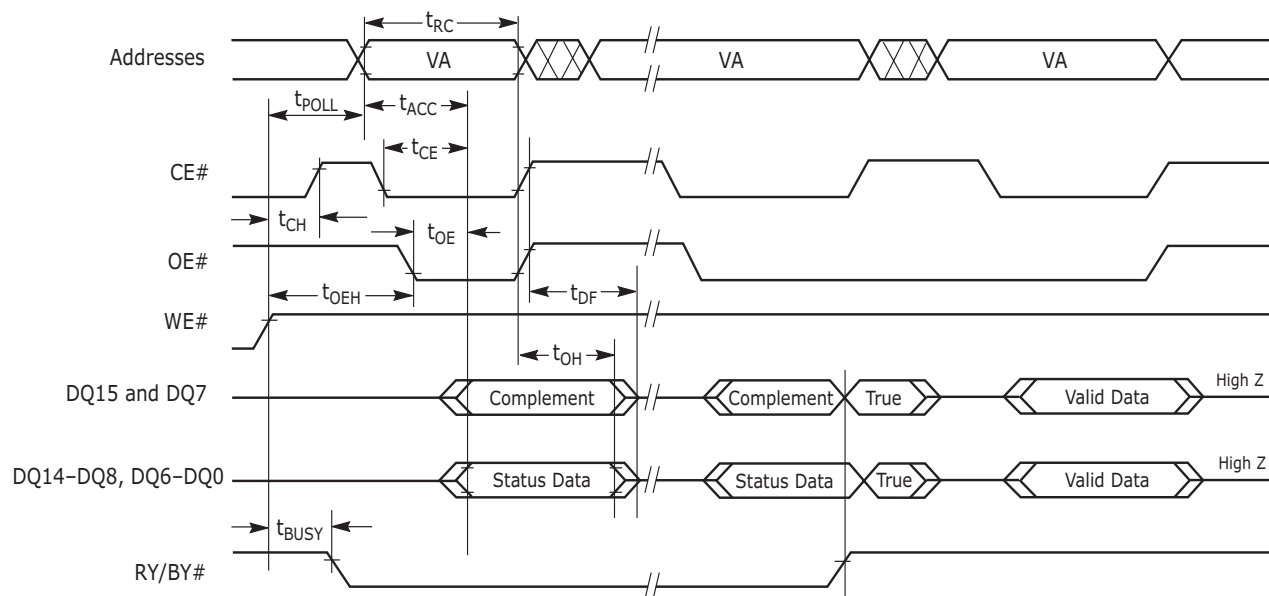 tRC
Addresses VA VA VA
tPOLL tACC
tCE
CE#
tCH tOE
OE#
tOEH tDF
WE#
tOH
DQ15 and DQ7 Complement Complement True Valid Data High Z
DQ14–DQ8, DQ6–DQ0 Status Data Status Data True Valid Data High Z
tBUSY
RY/BY#